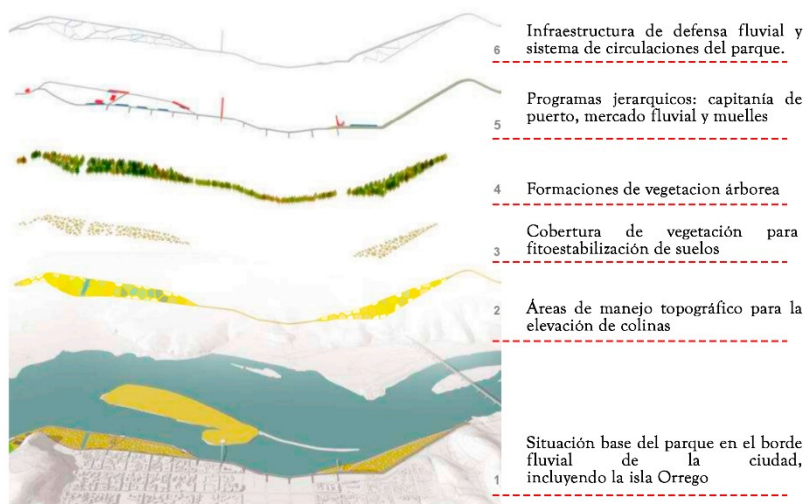 6
Infraestructura de defensa fluvial y
sistema de circulaciones del parque.
5
Programas jerarquicos: capitanía de
puerto, mercado fluvial y muelles
4
Formaciones de vegetacion árborea
3
Cobertura de vegetación para
fitoestabilización de suelos
2
Áreas de manejo topográfico para la
elevación de colinas
1
Situación base del parque en el borde
fluvial de la ciudad,
incluyendo la isla Orrego